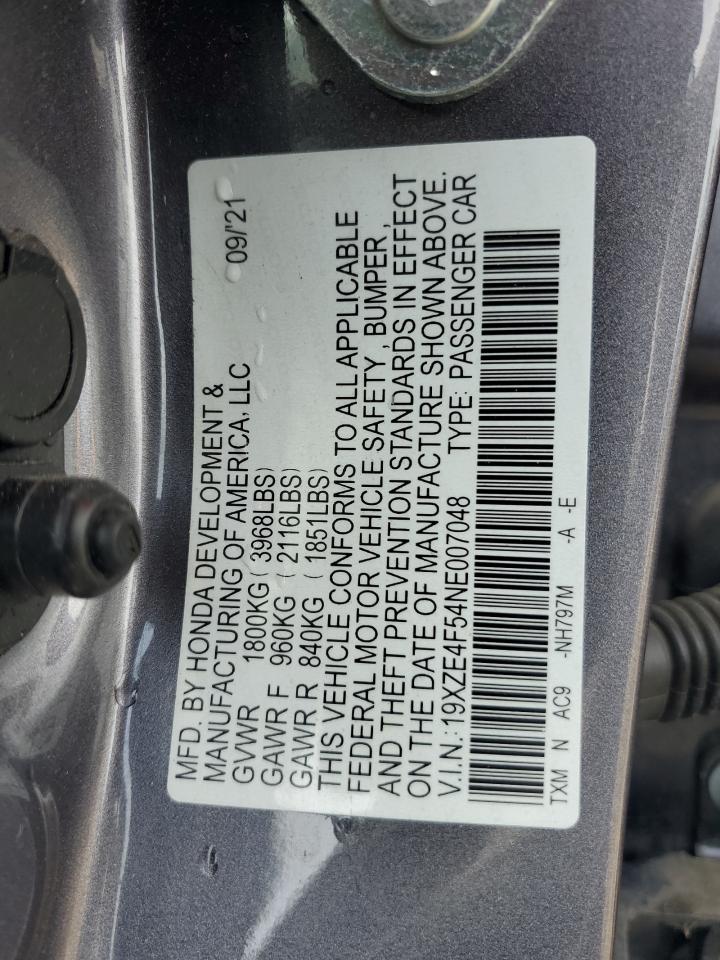 MFD. BY HONDA DEVELOPMENT &
MANUFACTURING OF AMERICA, LLC 09/'21
GVWR 1800KG ( 3968LBS)
GAWR F 960KG ( 2116LBS)
GAWR R 840KG ( 1851LBS)
THIS VEHICLE CONFORMS TO ALL APPLICABLE
FEDERAL MOTOR VEHICLE SAFETY , BUMPER ,
AND THEFT PREVENTION STANDARDS IN EFFECT
ON THE DATE OF MANUFACTURE SHOWN ABOVE.
V.I.N.: 19XZE4F54NE007048 TYPE: PASSENGER CAR
TXM N AC9 -NH797M -A -E